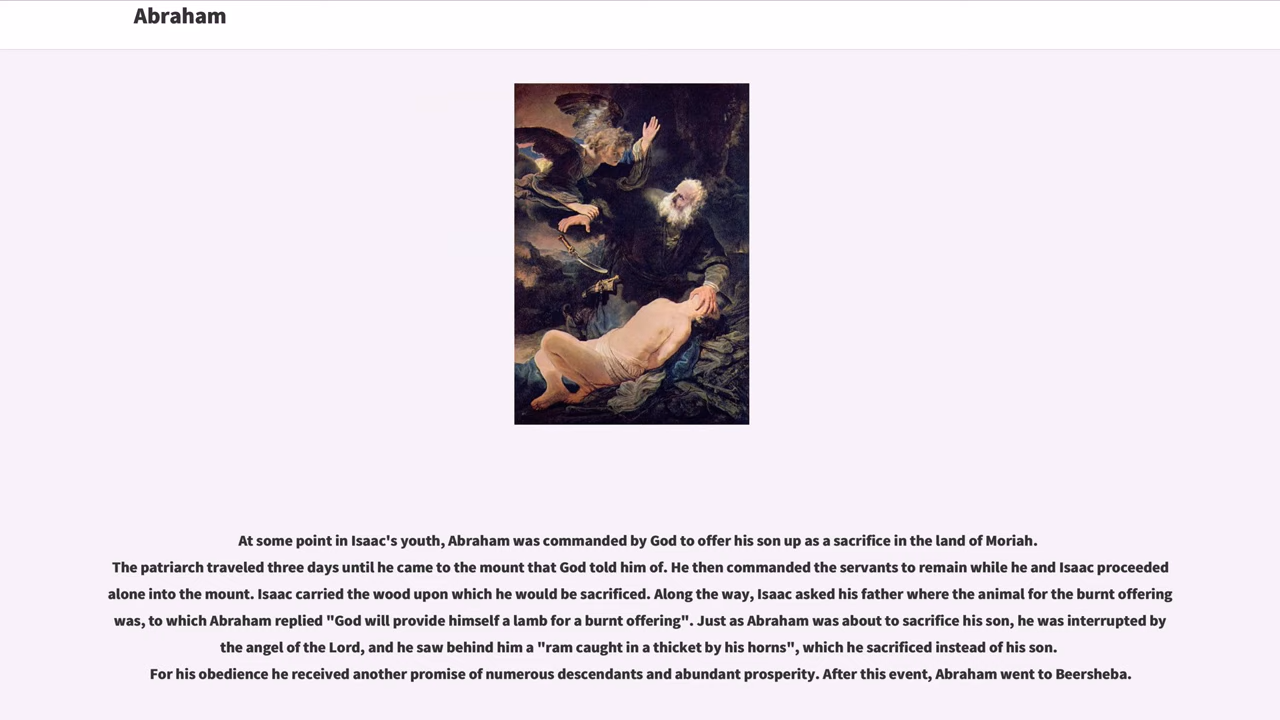 Abraham
At some point in Isaac's youth, Abraham was commanded by God to offer his son up as a sacrifice in the land of Moriah.
The patriarch traveled three days until he came to the mount that God told him of. He then commanded the servants to remain while he and Isaac proceeded
alone into the mount. Isaac carried the wood upon which he would be sacrificed. Along the way, Isaac asked his father where the animal for the burnt offering
was, to which Abraham replied "God will provide himself a lamb for a burnt offering". Just as Abraham was about to sacrifice his son, he was interrupted by
the angel of the Lord, and he saw behind him a "ram caught in a thicket by his horns", which he sacrificed instead of his son.
For his obedience he received another promise of numerous descendants and abundant prosperity. After this event, Abraham went to Beersheba.